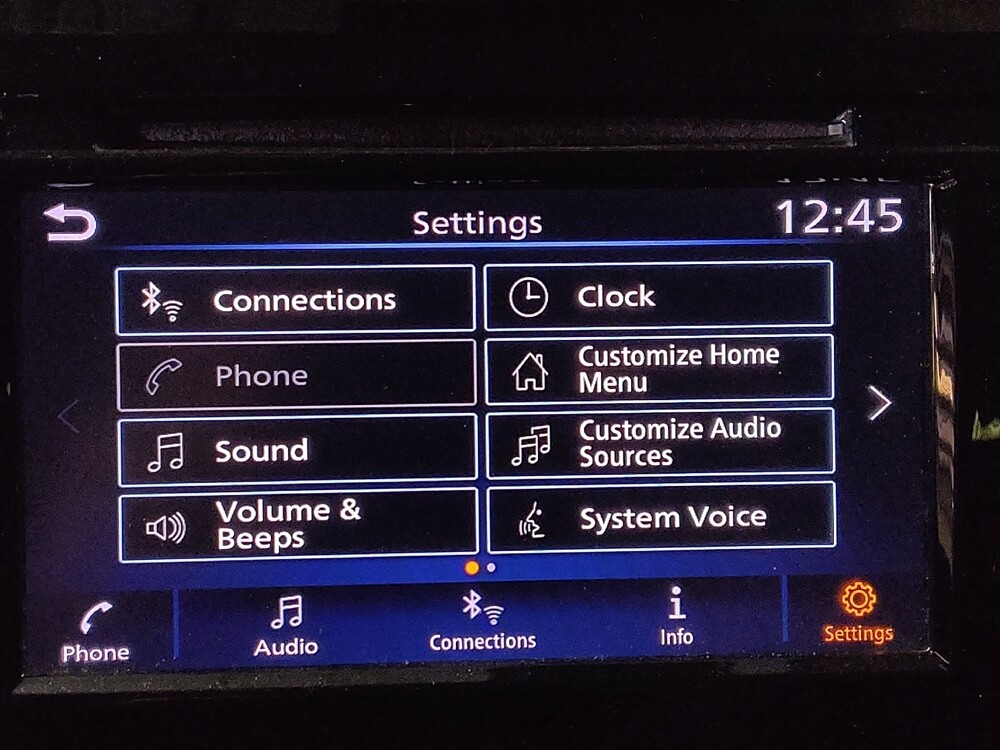 Settings
12:45
Connections
Clock
Phone
Customize Home
Menu
Sound
Customize Audio
Sources
Volume &
Beeps
System Voice
Phone
Audio
Connections
Info
Settings